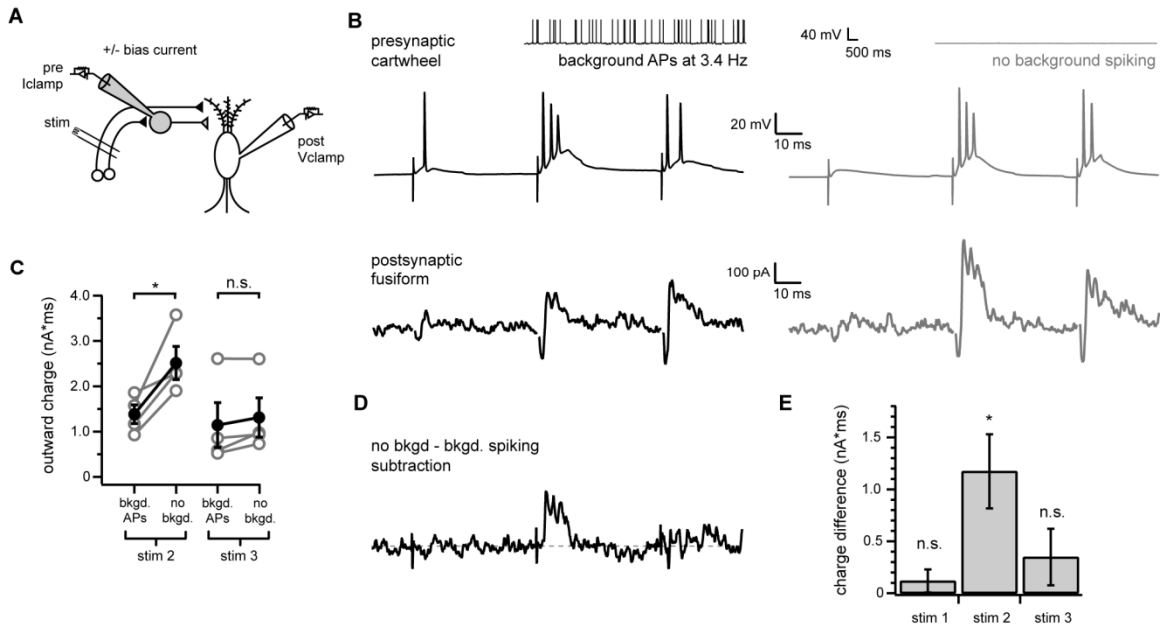 A
+/- bias current
pre
Iclamp
stim
post
Vclamp
B
presynaptic
cartwheel
background APs at 3.4 Hz
40 mV
500 ms
no background spiking
20 mV
10 ms
postsynaptic
fusiform
100 pA
10 ms
C
outward charge (nA*ms)
4.0
3.0
2.0
1.0
0
*
n.s.
bkgd. APs
no bkgd.
bkgd. APs
no bkgd.
stim 2
stim 3
D
no bkgd - bkgd. spiking
subtraction
E
charge difference (nA*ms)
1.5
1.0
0.5
0
n.s.
*
n.s.
stim 1
stim 2
stim 3